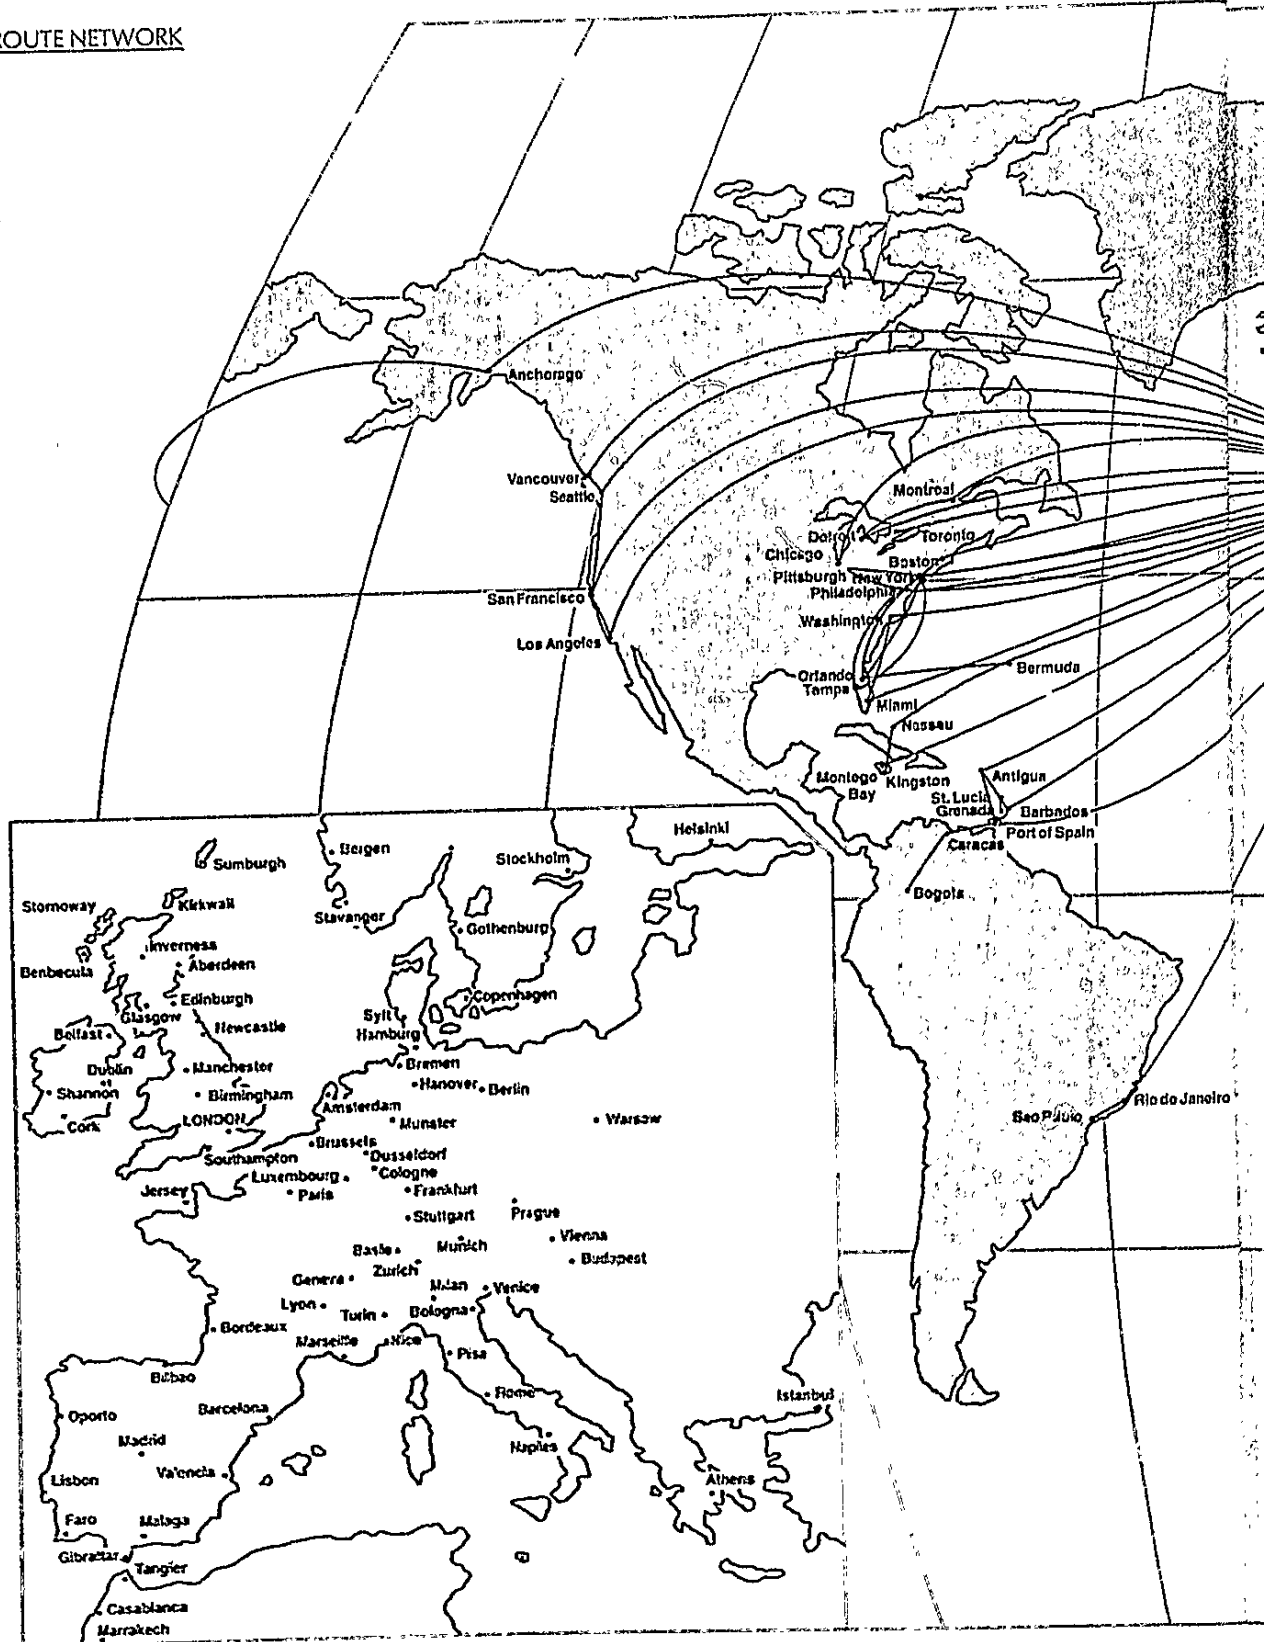 ROUTE NETWORK
Anchorage
Vancouver
Seattle
Montreal
Detroit
Toronto
Chicago
Boston
Pittsburgh New York
Philadelphia
San Francisco
Washington
Los Angeles
Orlando
Bermuda
Tampa
Miami
Nassau
Montego
Bay
Kingston
Antigua
St. Lucia
Grenada
Barbados
Port of Spain
Caracas
Bogota
Rio de Janeiro
Sao Paulo
Helsinki
Bergen
Stockholm
Sumburgh
Stornoway
Kirkwall
Stavanger
Gothenburg
Inverness
Benbecula
Aberdeen
Copenhagen
Edinburgh
Glasgow
Sylt
Newcastle
Belfast
Hamburg
Dublin
Manchester
Bremen
Shannon
Birmingham
Hanover
Berlin
Amsterdam
Cork
LONDON
Munster
Warsaw
Brussels
Southampton
Dusseldorf
Luxembourg
Cologne
Jersey
Paris
Frankfurt
Stuttgart
Prague
Basle
Munich
Vienna
Zurich
Budapest
Geneva
Milan
Venice
Lyon
Turin
Bologna
Bordeaux
Marseille
Nice
Pisa
Bilbao
Rome
Istanbul
Oporto
Barcelona
Madrid
Naples
Lisbon
Valencia
Athens
Faro
Malaga
Gibraltar
Tangier
Casablanca
Marrakech